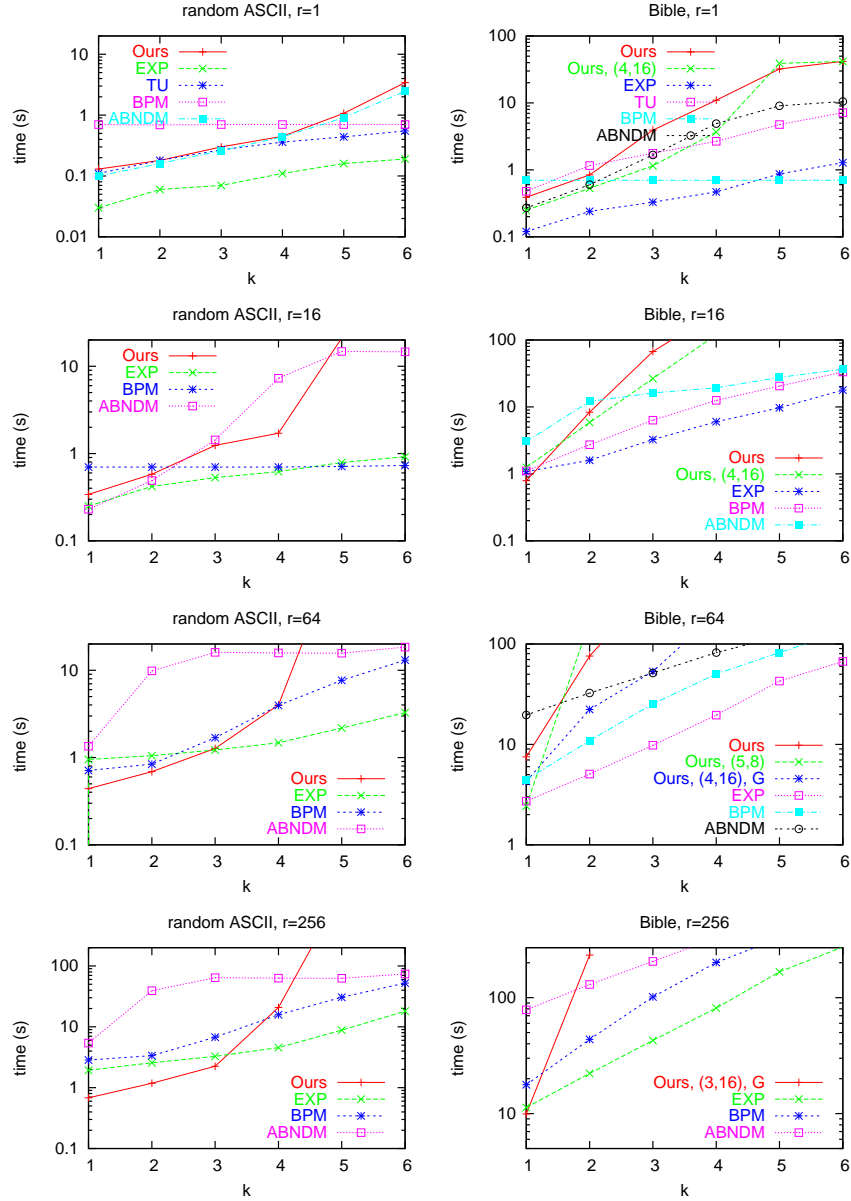 random ASCII, r=1
time (s)
10
1
0.1
0.01
Ours
EXP
TU
BPM
ABNDM
1 2 3 4 5 6
k
Bible, r=1
time (s)
100
10
1
0.1
Ours
Ours, (4,16)
EXP
TU
BPM
ABNDM
1 2 3 4 5 6
k
random ASCII, r=16
time (s)
10
1
0.1
Ours
EXP
BPM
ABNDM
1 2 3 4 5 6
k
Bible, r=16
time (s)
100
10
1
0.1
Ours
Ours, (4,16)
EXP
BPM
ABNDM
1 2 3 4 5 6
k
random ASCII, r=64
time (s)
10
1
0.1
Ours
EXP
BPM
ABNDM
1 2 3 4 5 6
k
Bible, r=64
time (s)
100
10
1
Ours
Ours, (5,8)
Ours, (4,16), G
EXP
BPM
ABNDM
1 2 3 4 5 6
k
random ASCII, r=256
time (s)
100
10
1
0.1
Ours
EXP
BPM
ABNDM
1 2 3 4 5 6
k
Bible, r=256
time (s)
100
10
Ours, (3,16), G
EXP
BPM
ABNDM
1 2 3 4 5 6
k